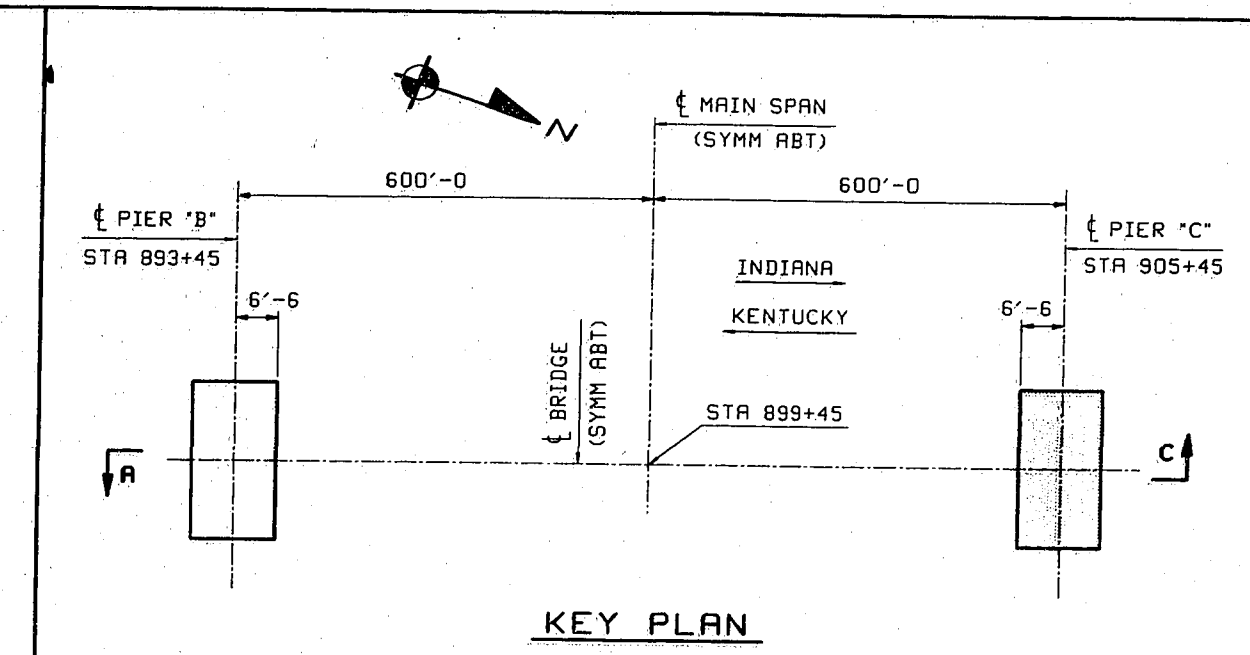 N
℄ MAIN SPAN
(SYMM ABT)
600'-0
600'-0
℄ PIER "B"
STA 893+45
℄ PIER "C"
STA 905+45
INDIANA
KENTUCKY
6'-6
6'-6
℄ BRIDGE
(SYMM ABT)
STA 899+45
A
C
KEY PLAN